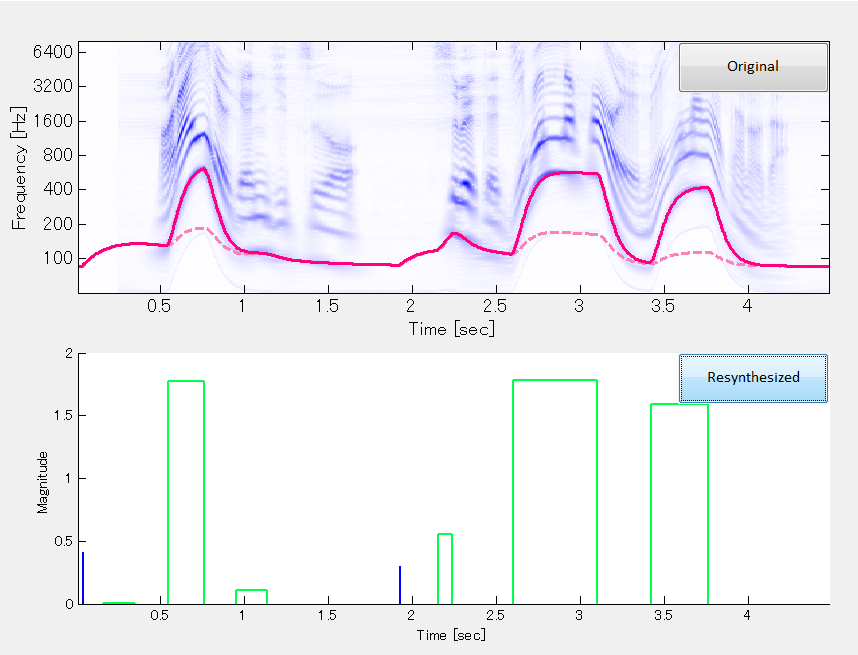 6400
3200
1600
800
400
200
100
Frequency [Hz]
Original
0.5 1 1.5 2 2.5 3 3.5 4
Time [sec]
2
1.5
1
0.5
0
Magnitude
Resynthesized
0.5 1 1.5 2 2.5 3 3.5 4
Time [sec]